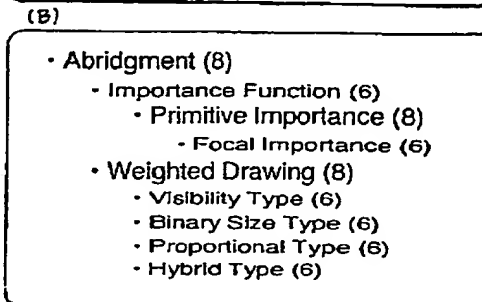 (B)
• Abridgment (8)
• Importance Function (6)
• Primitive Importance (8)
• Focal Importance (6)
• Weighted Drawing (8)
• Visibility Type (6)
• Binary Size Type (6)
• Proportional Type (6)
• Hybrid Type (6)